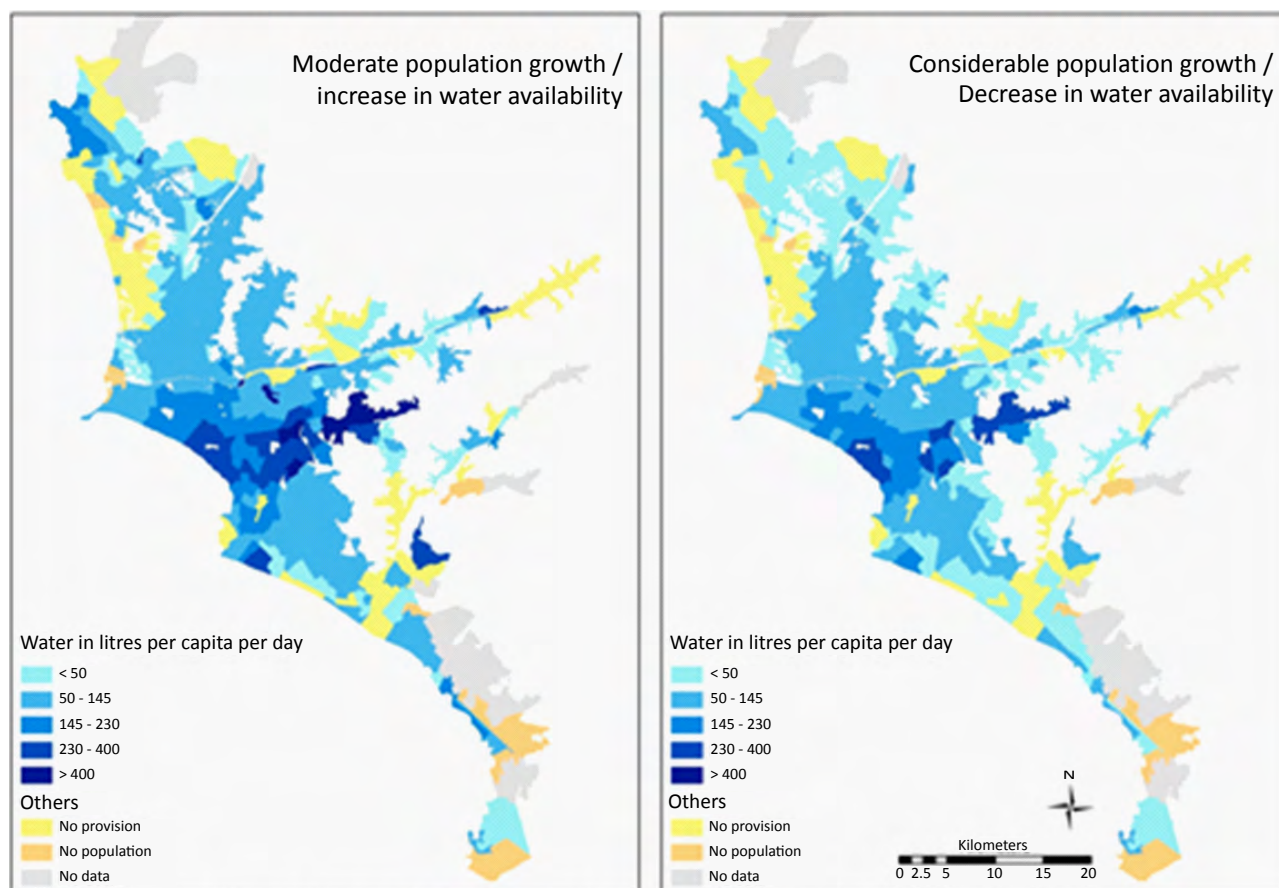 Moderate population growth /
increase in water availability
Water in litres per capita per day
< 50
50 - 145
145 - 230
230 - 400
> 400
Others
No provision
No population
No data
Considerable population growth /
Decrease in water availability
Water in litres per capita per day
< 50
50 - 145
145 - 230
230 - 400
> 400
Others
No provision
No population
No data
N
Kilometers
0 2.5 5 10 15 20